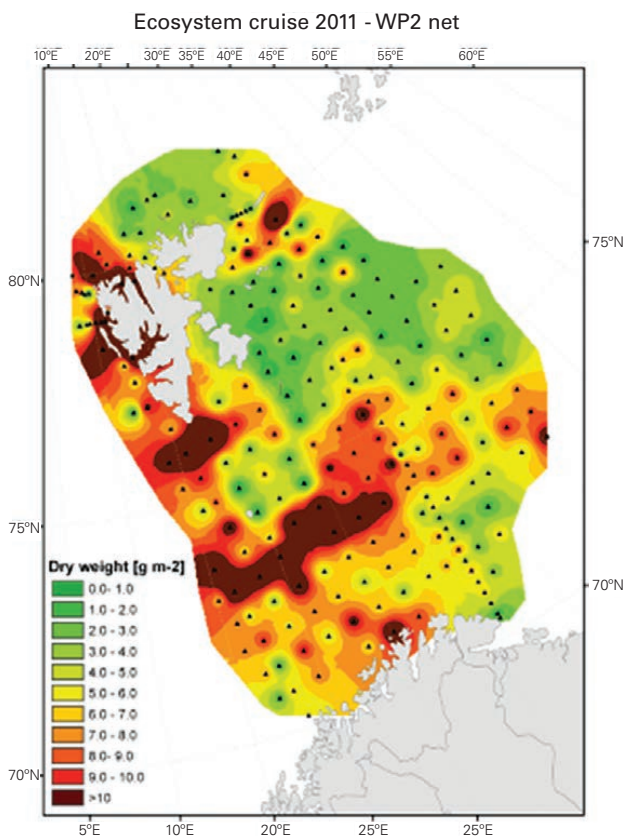 Ecosystem cruise 2011 - WP2 net
10°E 20°E 30°E 35°E 40°E 45°E 50°E 55°E 60°E
75°N
80°N
75°N
Dry weight [g m-2]
0.0- 1.0
1.0 - 2.0
2.0 - 3.0
3.0 - 4.0
4.0 - 5.0
5.0 - 6.0
6.0 - 7.0
7.0 - 8.0
8.0- 9.0
9.0 - 10.0
>10
70°N
70°N
5°E 10°E 20°E 25°E 25°E